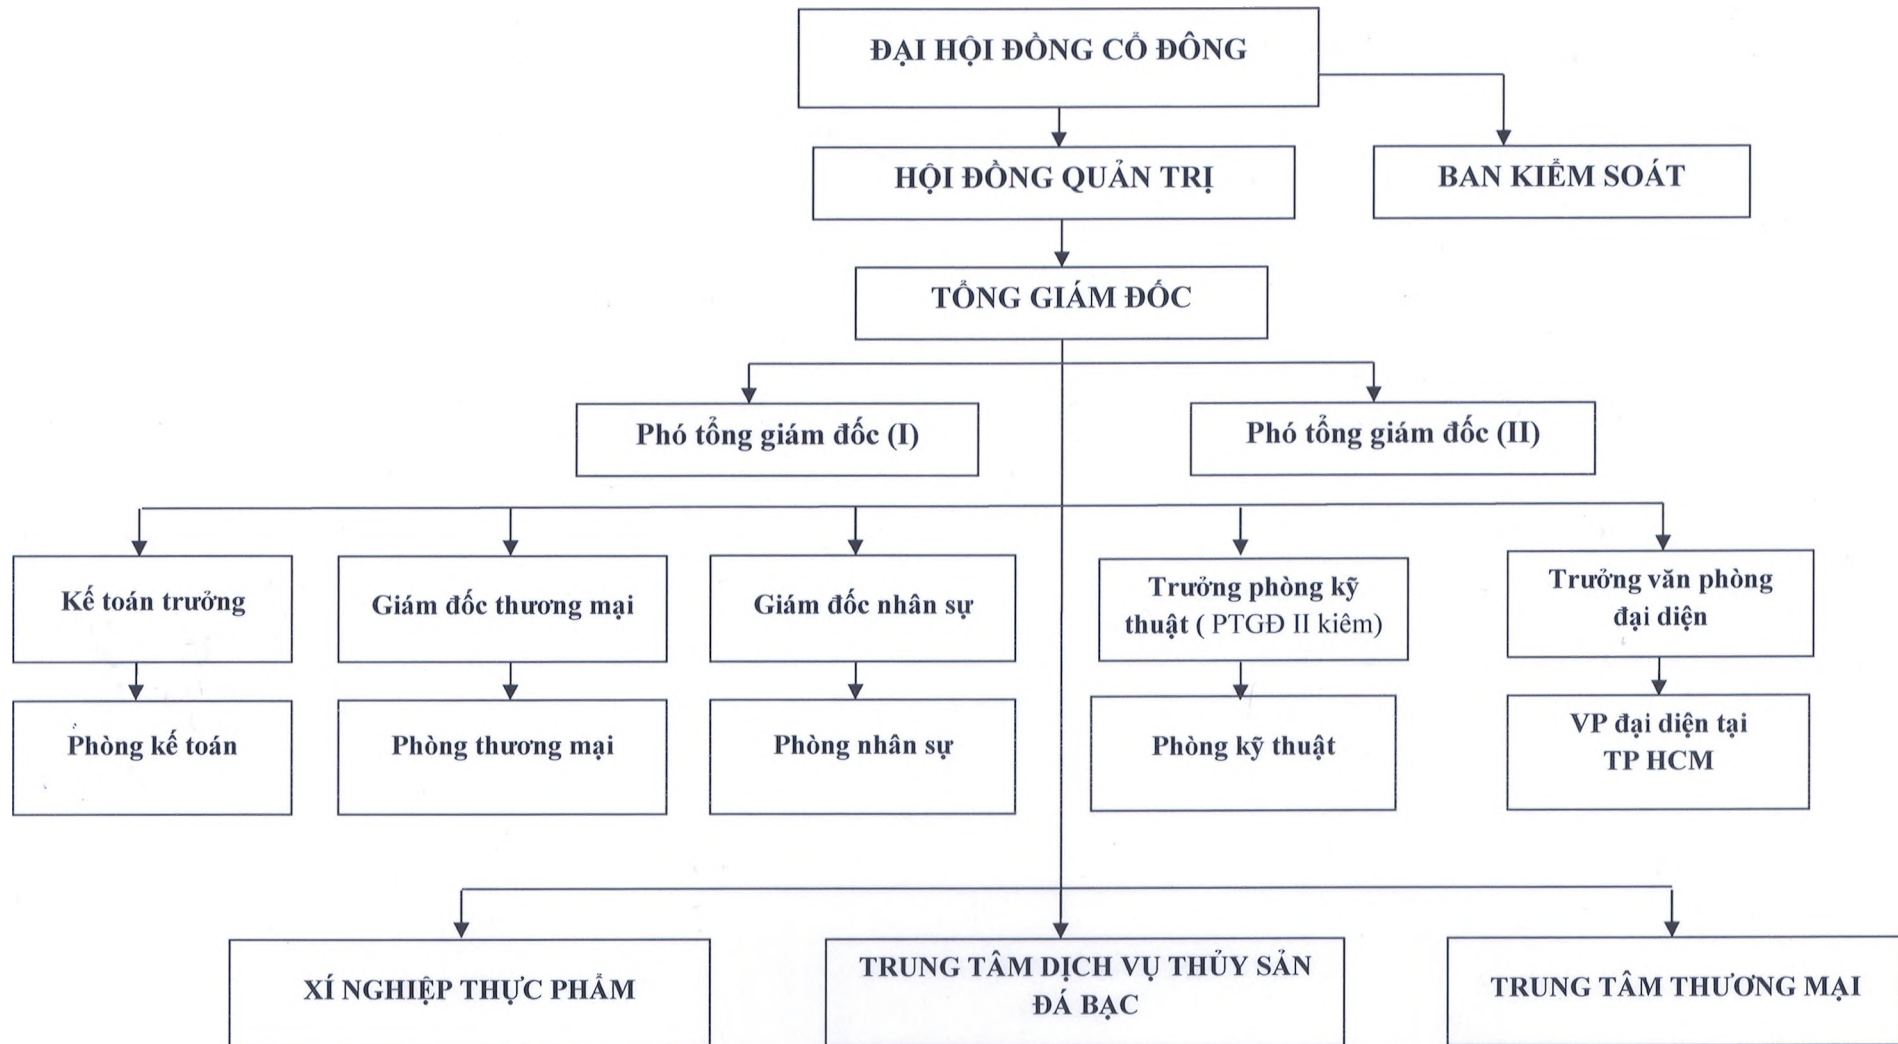 ĐẠI HỘI ĐỒNG CỔ ĐÔNG
HỘI ĐỒNG QUẢN TRỊ
BAN KIỂM SOÁT
TỔNG GIÁM ĐỐC
Phó tổng giám đốc (I)
Phó tổng giám đốc (II)
Kế toán trưởng
Giám đốc thương mại
Giám đốc nhân sự
Trưởng phòng kỹ
thuật ( PTGĐ II kiêm)
Trưởng văn phòng
đại diện
Phòng kế toán
Phòng thương mại
Phòng nhân sự
Phòng kỹ thuật
VP đại diện tại
TP HCM
XÍ NGHIỆP THỰC PHẨM
TRUNG TÂM DỊCH VỤ THỦY SẢN
ĐÁ BẠC
TRUNG TÂM THƯƠNG MẠI